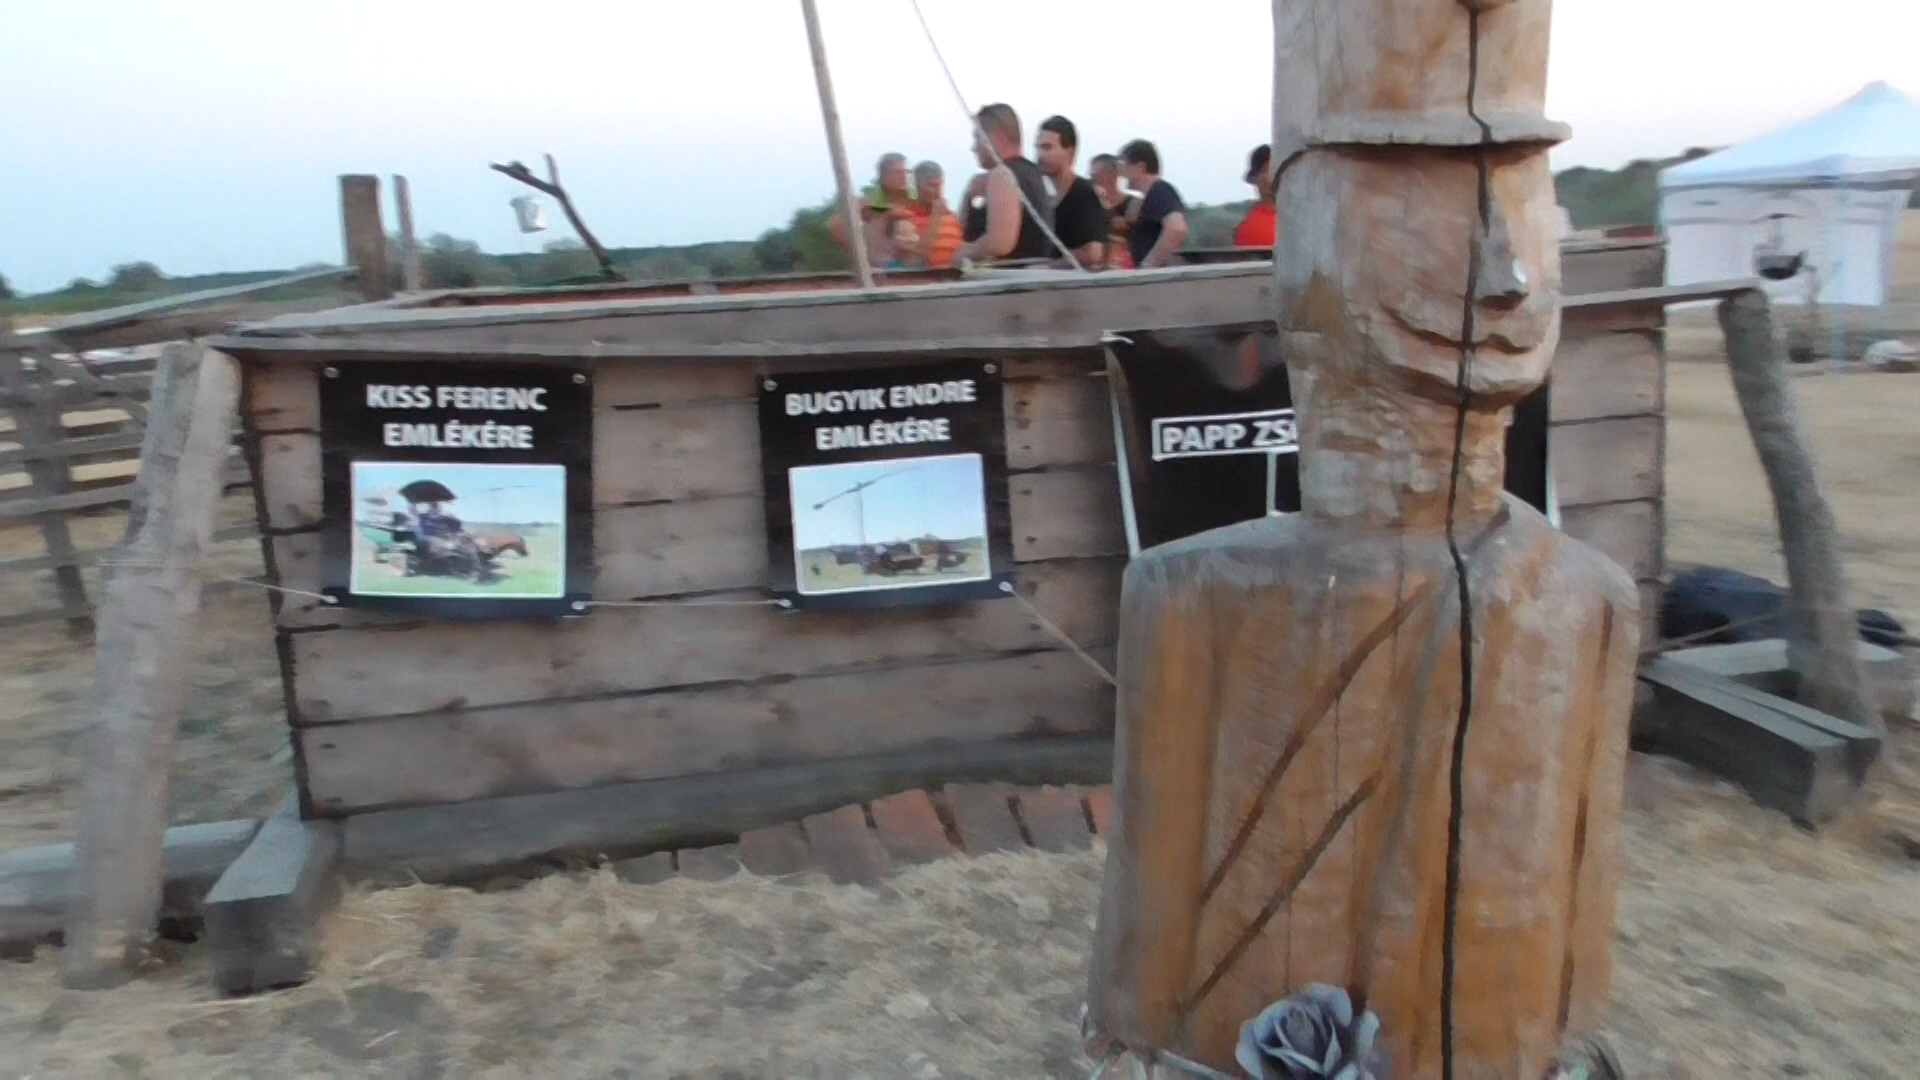 KISS FERENC
EMLÉKÉRE
BUGYIK ENDRE
EMLÉKÉRE
PAPP